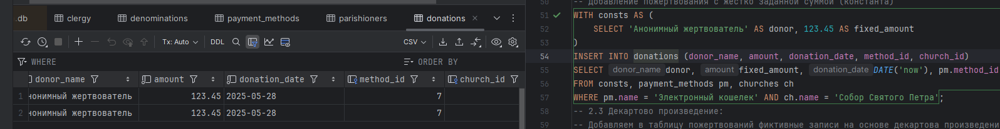 .db clergy denominations payment_methods parishioners donations
Tx: Auto DDL CSV
WHERE ORDER BY
donor_name amount donation_date method_id church_id
1 нонимный жертвователь 123.45 2025-05-28 7
2 нонимный жертвователь 123.45 2025-05-28 7
50 -- Добавление пожертвования с жестко заданной суммой (константа)
51 WITH consts AS (
52 SELECT 'Анонимный жертвователь' AS donor, 123.45 AS fixed_amount
53 )
54 INSERT INTO donations (donor_name, amount, donation_date, method_id, church_id)
55 SELECT donor_name donor, amount fixed_amount, donation_date DATE('now'), pm.method_id
56 FROM consts, payment_methods pm, churches ch
57 WHERE pm.name = 'Электронный кошелек' AND ch.name = 'Собор Святого Петра';
58 -- 2.3 Декартово произведение:
59 -- Добавляем в таблицу пожертвований фиктивные записи на основе декартова произведен